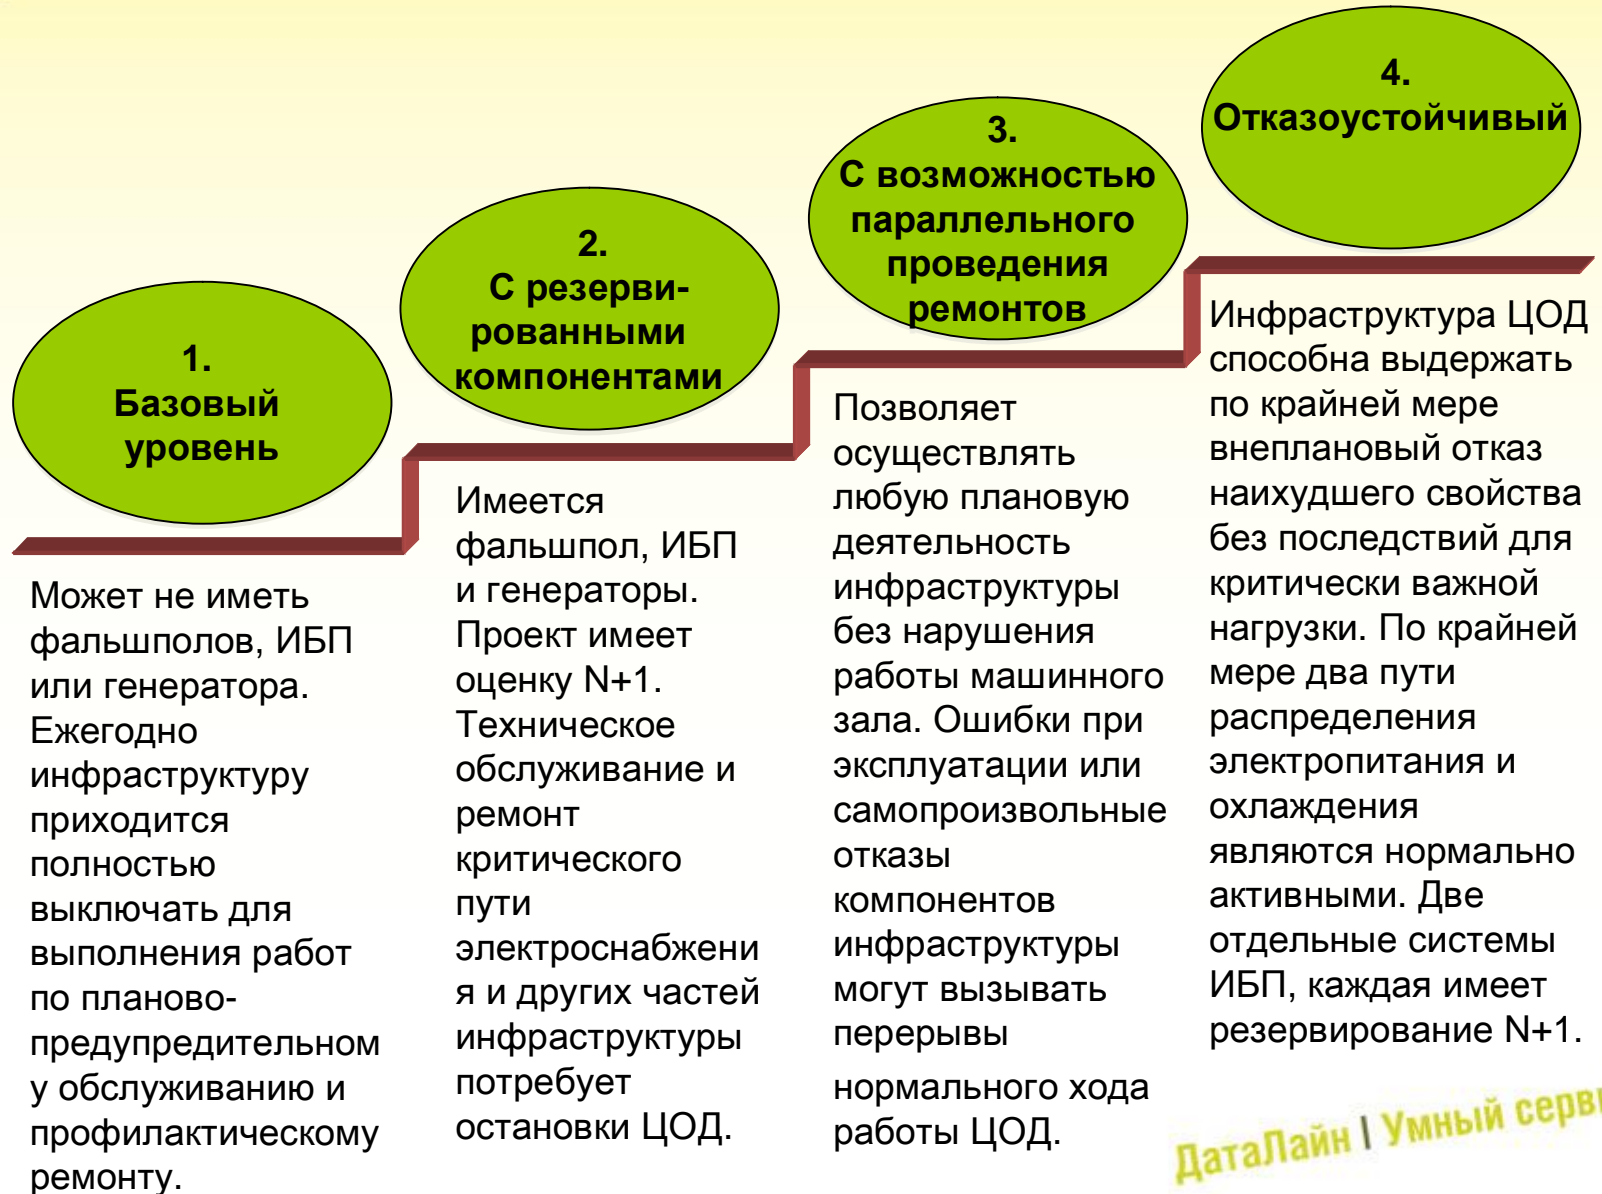 1.
Базовый
уровень
Может не иметь
фальшполов, ИБП
или генератора.
Ежегодно
инфраструктуру
приходится
полностью
выключать для
выполнения работ
по планово-
предупредительном
у обслуживанию и
профилактическому
ремонту.
2.
С резерви-
рованными
компонентами
Имеется
фальшпол, ИБП
и генераторы.
Проект имеет
оценку N+1.
Техническое
обслуживание и
ремонт
критического
пути
электроснабжени
я и других частей
инфраструктуры
потребует
остановки ЦОД.
3.
С возможностью
параллельного
проведения
ремонтов
Позволяет
осуществлять
любую плановую
деятельность
инфраструктуры
без нарушения
работы машинного
зала. Ошибки при
эксплуатации или
самопроизвольные
отказы
компонентов
инфраструктуры
могут вызывать
перерывы
нормального хода
работы ЦОД.
4.
Отказоустойчивый
Инфраструктура ЦОД
способна выдержать
по крайней мере
внеплановый отказ
наихудшего свойства
без последствий для
критически важной
нагрузки. По крайней
мере два пути
распределения
электропитания и
охлаждения
являются нормально
активными. Две
отдельные системы
ИБП, каждая имеет
резервирование N+1.
ДатаЛайн | Умный серви